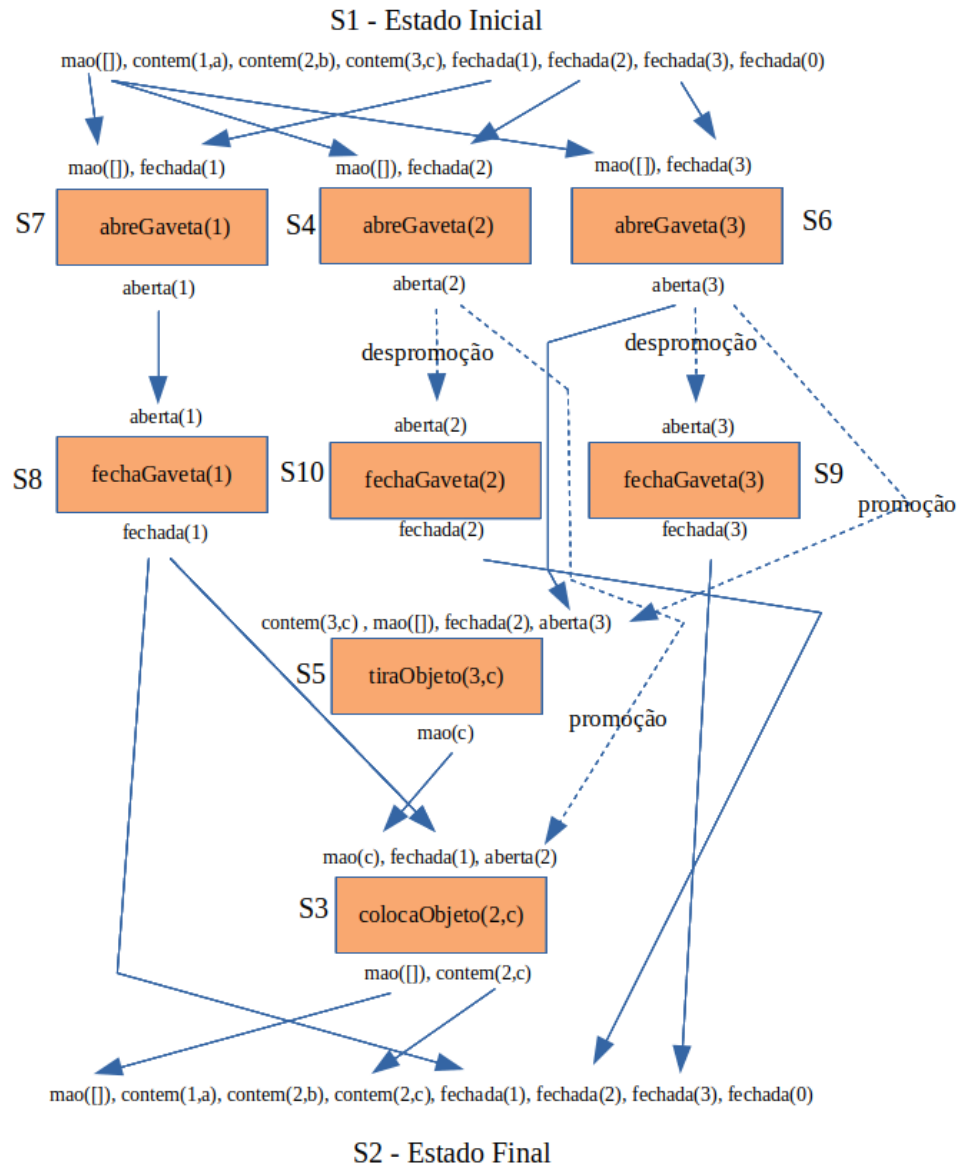 S1 - Estado Inicial
mao([]), contem(1,a), contem(2,b), contem(3,c), fechada(1), fechada(2), fechada(3), fechada(0)
mao([]), fechada(1)
mao([]), fechada(2)
mao([]), fechada(3)
S7
abreGaveta(1)
S4
abreGaveta(2)
abreGaveta(3)
S6
aberta(1)
aberta(2)
aberta(3)
despromoção
despromoção
aberta(1)
aberta(2)
aberta(3)
S8
fechaGaveta(1)
S10
fechaGaveta(2)
fechaGaveta(3)
S9
promoção
fechada(1)
fechada(2)
fechada(3)
contem(3,c) , mao([]), fechada(2), aberta(3)
S5
tiraObjeto(3,c)
promoção
mao(c)
mao(c), fechada(1), aberta(2)
S3
colocaObjeto(2,c)
mao([]), contem(2,c)
mao([]), contem(1,a), contem(2,b), contem(2,c), fechada(1), fechada(2), fechada(3), fechada(0)
S2 - Estado Final